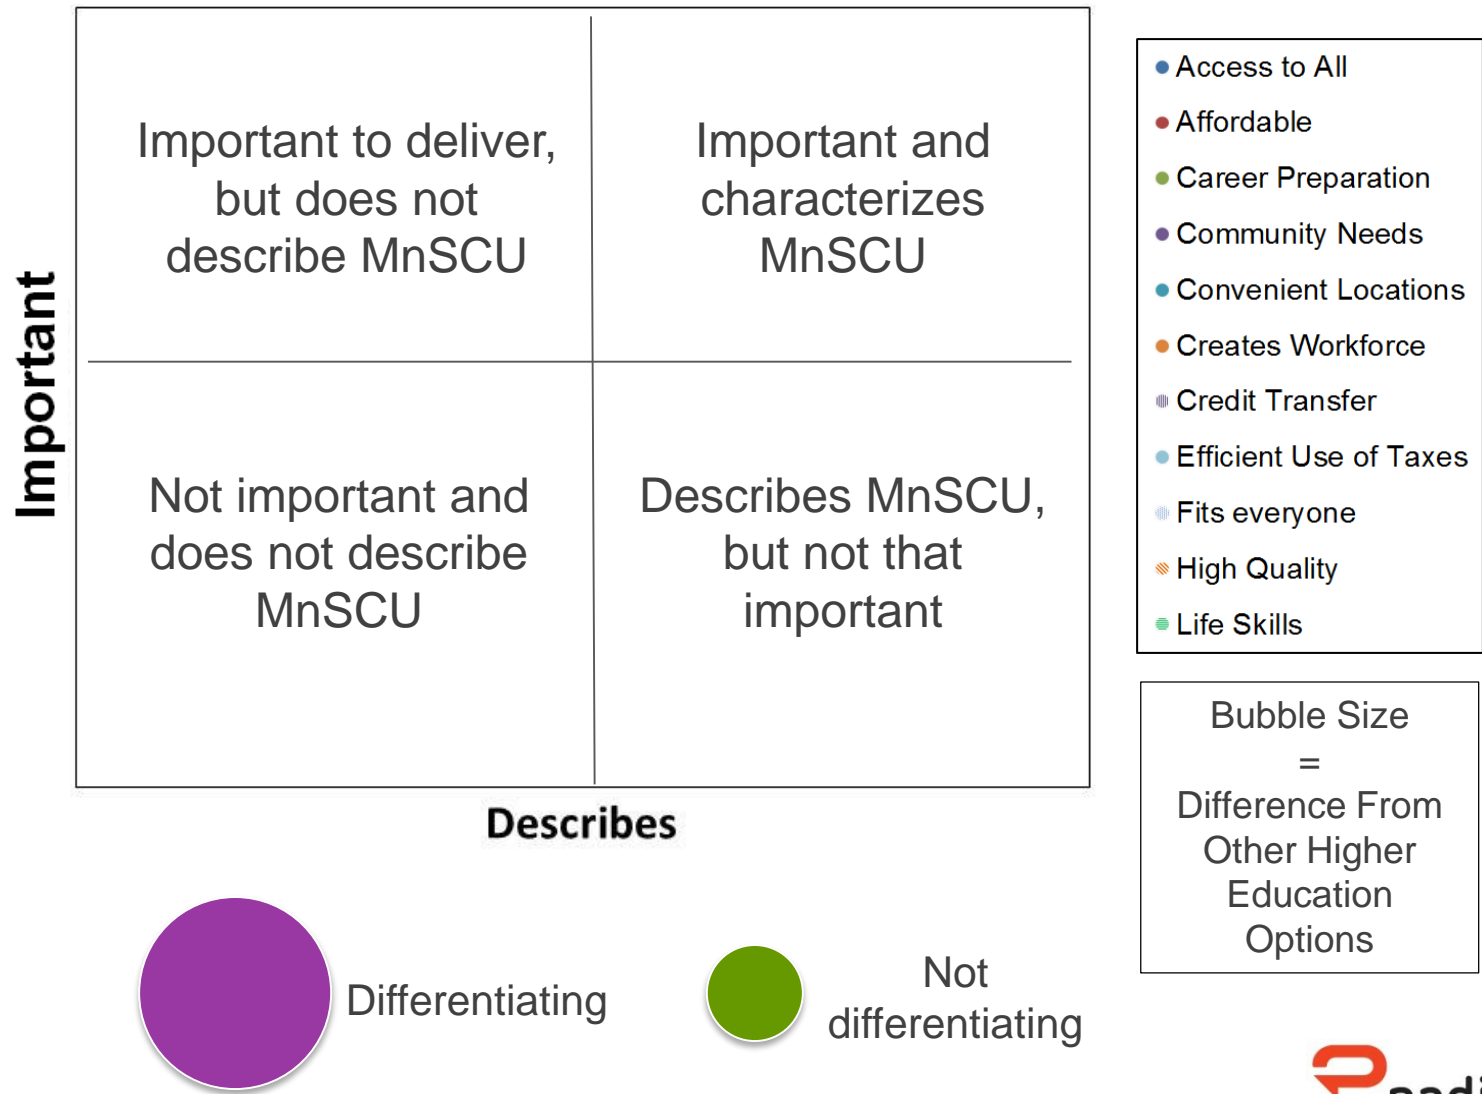 Important to deliver,
but does not
describe MnSCU
Important and
characterizes
MnSCU
Not important and
does not describe
MnSCU
Describes MnSCU,
but not that
important
Important
Describes
Access to All
Affordable
Career Preparation
Community Needs
Convenient Locations
Creates Workforce
Credit Transfer
Efficient Use of Taxes
Fits everyone
High Quality
Life Skills
Bubble Size
=
Difference From
Other Higher
Education
Options
Differentiating
Not
differentiating